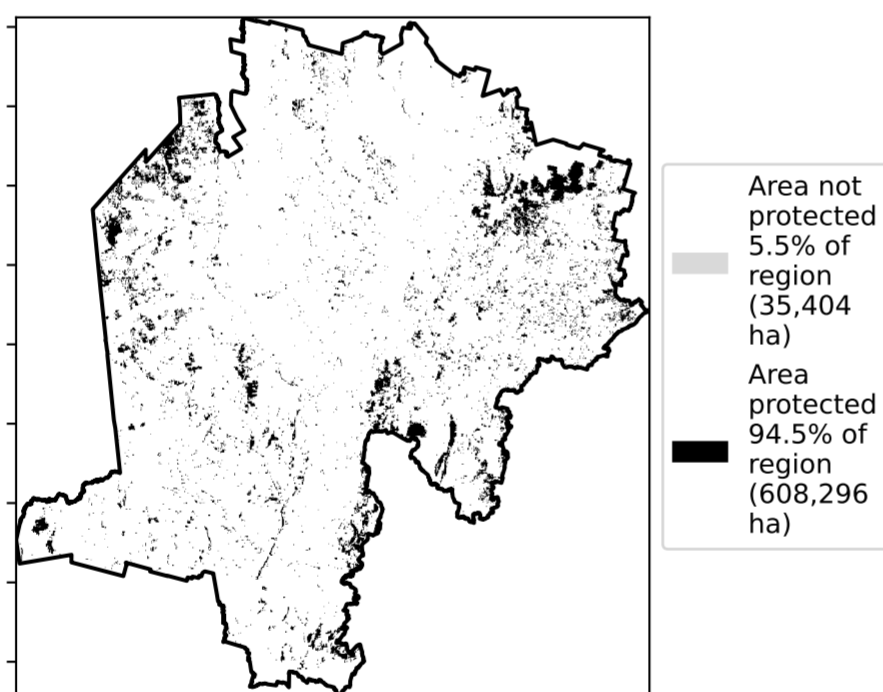 Area not
protected
5.5% of
region
(35,404
ha)
Area
protected
94.5% of
region
(608,296
ha)